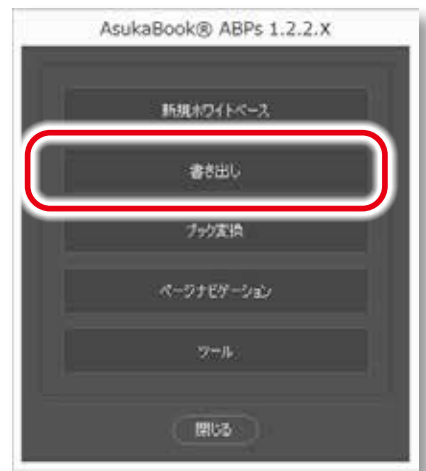 AsukaBook® ABPs 1.2.2.X
新規ホワイトベース
書き出し
ブック変換
ページナビゲーション
ツール
閉じる